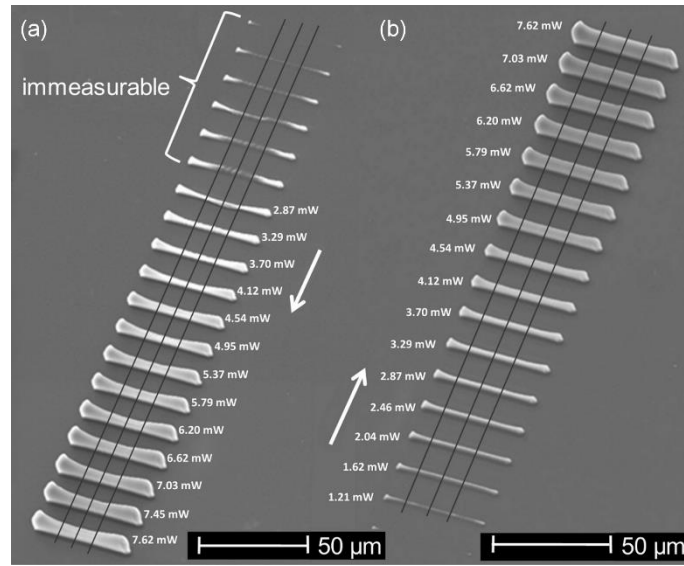 (a)
immeasurable
2.87 mW
3.29 mW
3.70 mW
4.12 mW
4.54 mW
4.95 mW
5.37 mW
5.79 mW
6.20 mW
6.62 mW
7.03 mW
7.45 mW
7.62 mW
50 µm
(b)
7.62 mW
7.03 mW
6.62 mW
6.20 mW
5.79 mW
5.37 mW
4.95 mW
4.54 mW
4.12 mW
3.70 mW
3.29 mW
2.87 mW
2.46 mW
2.04 mW
1.62 mW
1.21 mW
50 µm